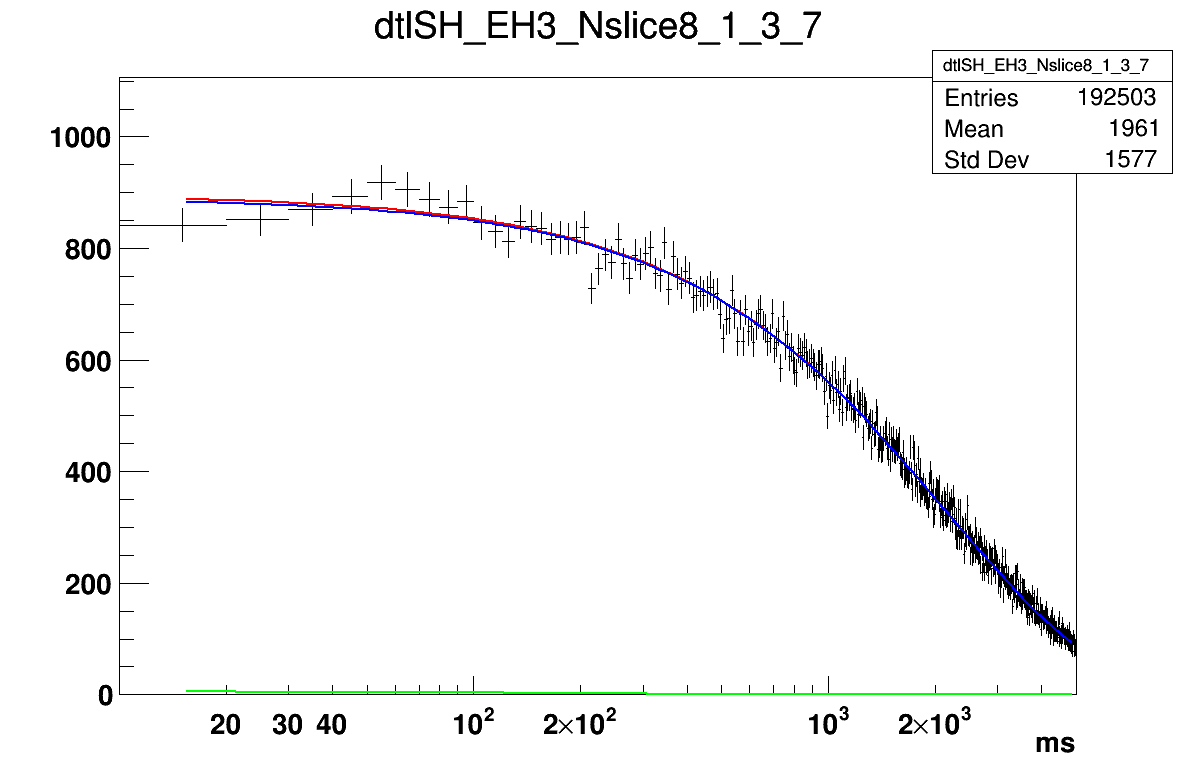 dtlSH_EH3_Nslice8_1_3_7
dtlSH_EH3_Nslice8_1_3_7
Entries 192503
Mean 1961
Std Dev 1577
1000
800
600
400
200
0
20 30 40 10² 2×10² 10³ 2×10³
ms